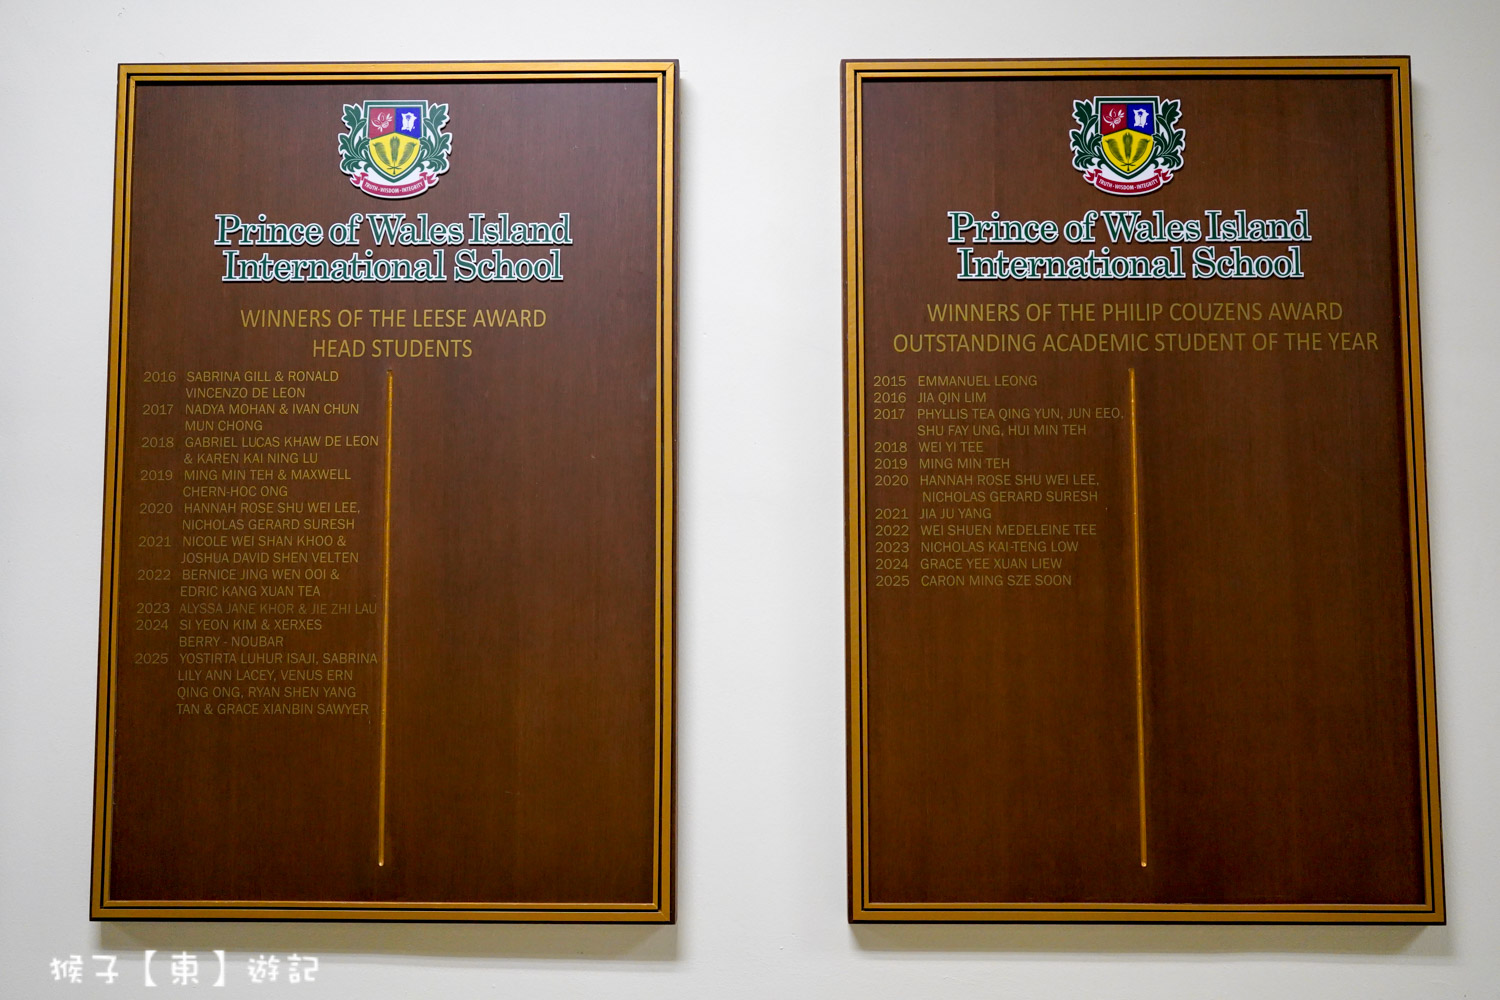 TRUTH · WISDOM · INTEGRITY
Prince of Wales Island
International School
WINNERS OF THE LEESE AWARD
HEAD STUDENTS
2016 SABRINA GILL & RONALD
VINCENZO DE LEON
2017 NADYA MOHAN & IVAN CHUN
MUN CHONG
2018 GABRIEL LUCAS KHAW DE LEON
& KAREN KAI NING LU
2019 MING MIN TEH & MAXWELL
CHERN-HOC ONG
2020 HANNAH ROSE SHU WEI LEE,
NICHOLAS GERARD SURESH
2021 NICOLE WEI SHAN KHOO &
JOSHUA DAVID SHEN VELTEN
2022 BERNICE JING WEN OOI &
EDRIC KANG XUAN TEA
2023 ALYSSA JANE KHOR & JIE ZHI LAU
2024 SI YEON KIM & XERXES
BERRY - NOUBAR
2025 YOSTIRTA LUHUR ISAJI, SABRINA
LILY ANN LACEY, VENUS ERN
QING ONG, RYAN SHEN YANG
TAN & GRACE XIANBIN SAWYER
TRUTH · WISDOM · INTEGRITY
Prince of Wales Island
International School
WINNERS OF THE PHILIP COUZENS AWARD
OUTSTANDING ACADEMIC STUDENT OF THE YEAR
2015 EMMANUEL LEONG
2016 JIA QIN LIM
2017 PHYLLIS TEA QING YUN, JUN EEO,
SHU FAY UNG, HUI MIN TEH
2018 WEI YI TEE
2019 MING MIN TEH
2020 HANNAH ROSE SHU WEI LEE,
NICHOLAS GERARD SURESH
2021 JIA JU YANG
2022 WEI SHUEN MEDELEINE TEE
2023 NICHOLAS KAI-TENG LOW
2024 GRACE YEE XUAN LIEW
2025 CARON MING SZE SOON
猴子【東】遊記